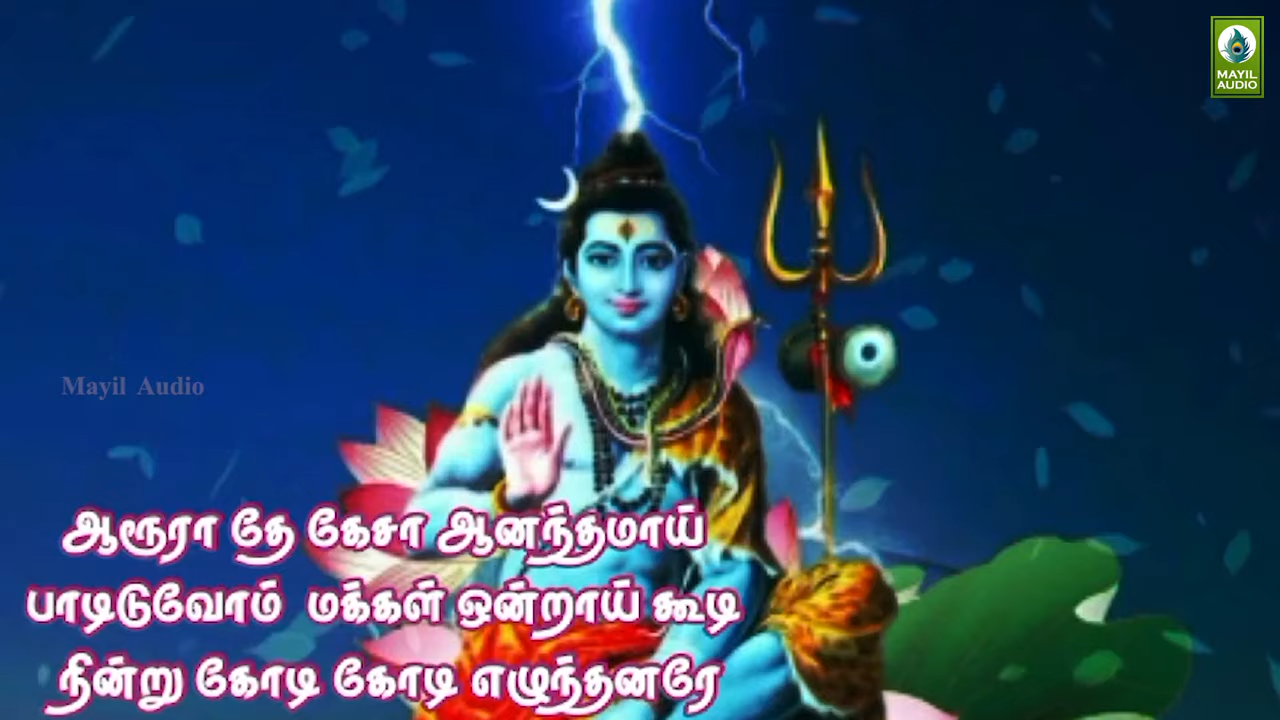 MAYIL
AUDIO
Mayil Audio
ஆரூரா தே கேசா ஆனந்தமாய்
பாடிடுவோம் மக்கள் ஒன்றாய் கூடி
நின்று கோடி கோடி எழுந்தனரே